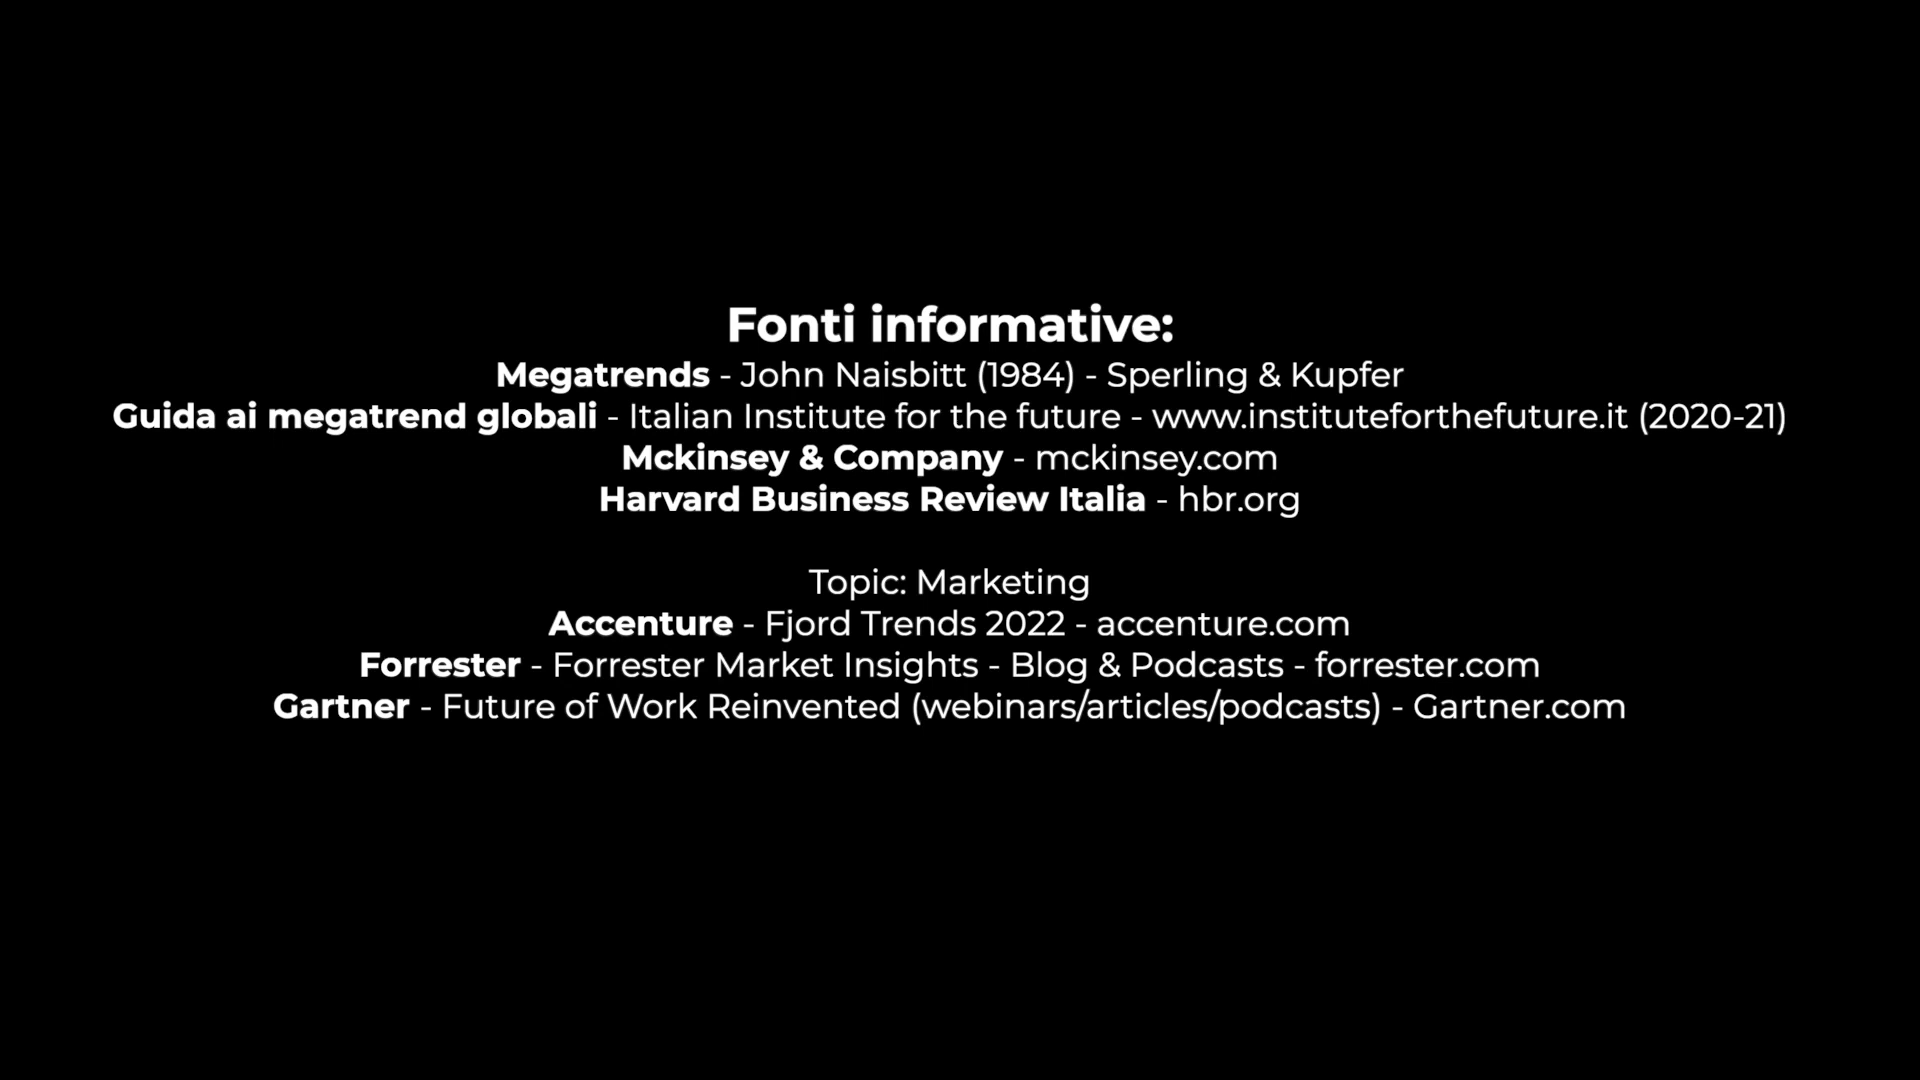 Fonti informative:
Megatrends - John Naisbitt (1984) - Sperling & Kupfer
Guida ai megatrend globali - Italian Institute for the future - www.instituteforthefuture.it (2020-21)
Mckinsey & Company - mckinsey.com
Harvard Business Review Italia - hbr.org
Topic: Marketing
Accenture - Fjord Trends 2022 - accenture.com
Forrester - Forrester Market Insights - Blog & Podcasts - forrester.com
Gartner - Future of Work Reinvented (webinars/articles/podcasts) - Gartner.com